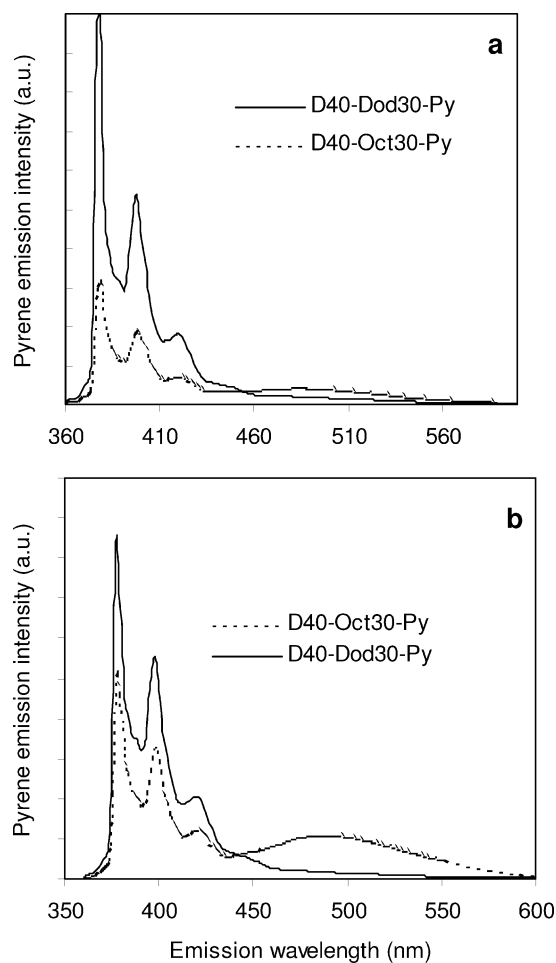 Pyrene emission intensity (a.u.)
a
D40-Dod30-Py
D40-Oct30-Py
360 410 460 510 560
Pyrene emission intensity (a.u.)
b
D40-Oct30-Py
D40-Dod30-Py
350 400 450 500 550 600
Emission wavelength (nm)